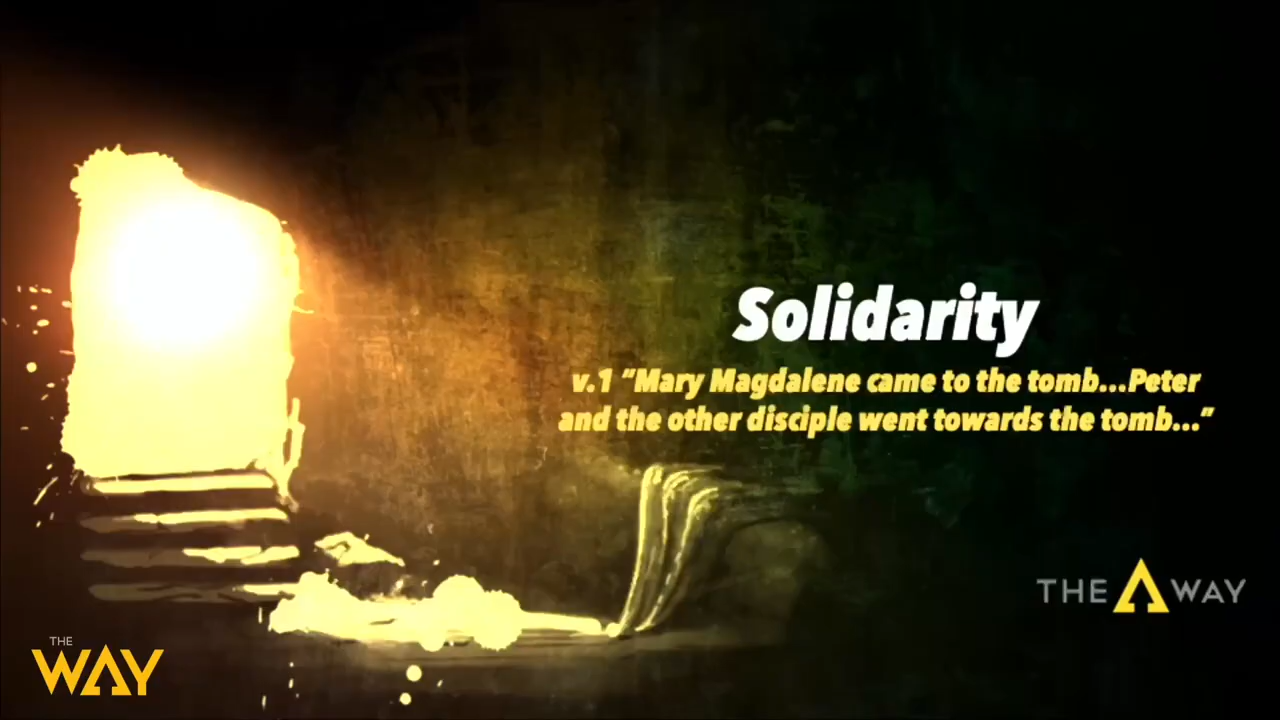 Solidarity
v.1 “Mary Magdalene came to the tomb...Peter
and the other disciple went towards the tomb...”
THE WAY
THE
WAY